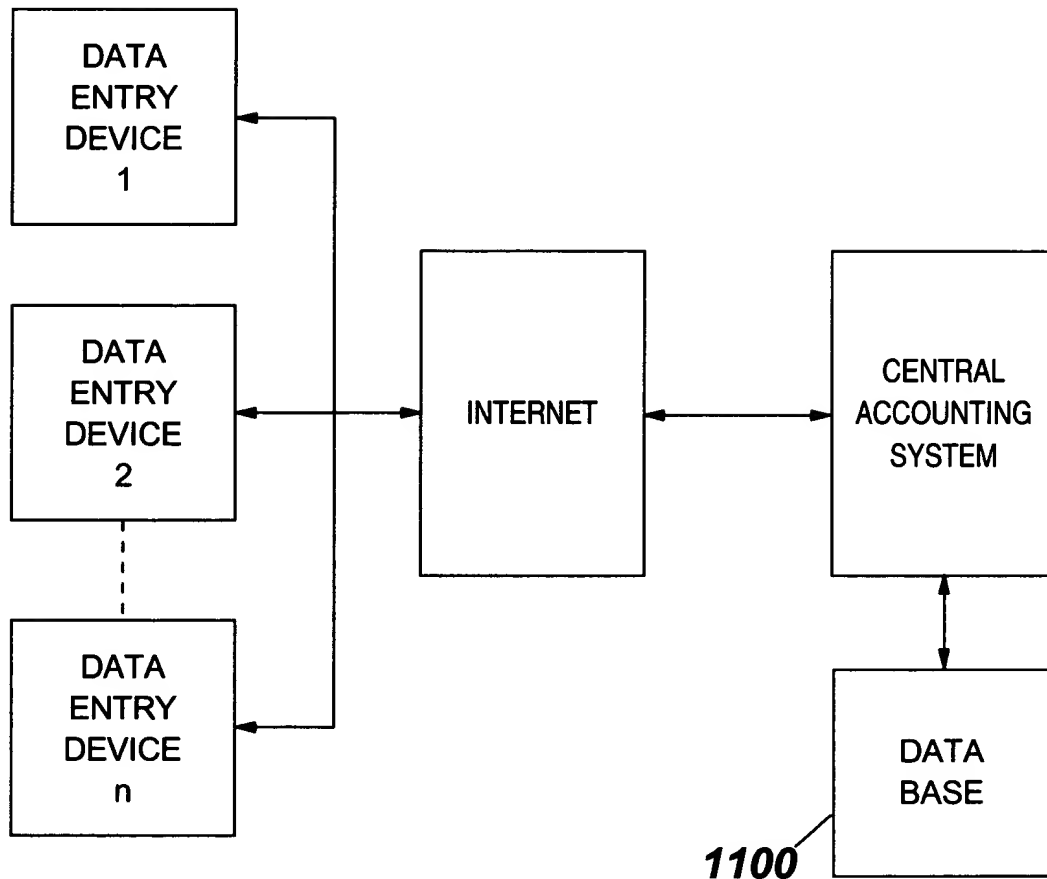 DATA
ENTRY
DEVICE
1
DATA
ENTRY
DEVICE
2
DATA
ENTRY
DEVICE
n
INTERNET
CENTRAL
ACCOUNTING
SYSTEM
DATA
BASE
1100